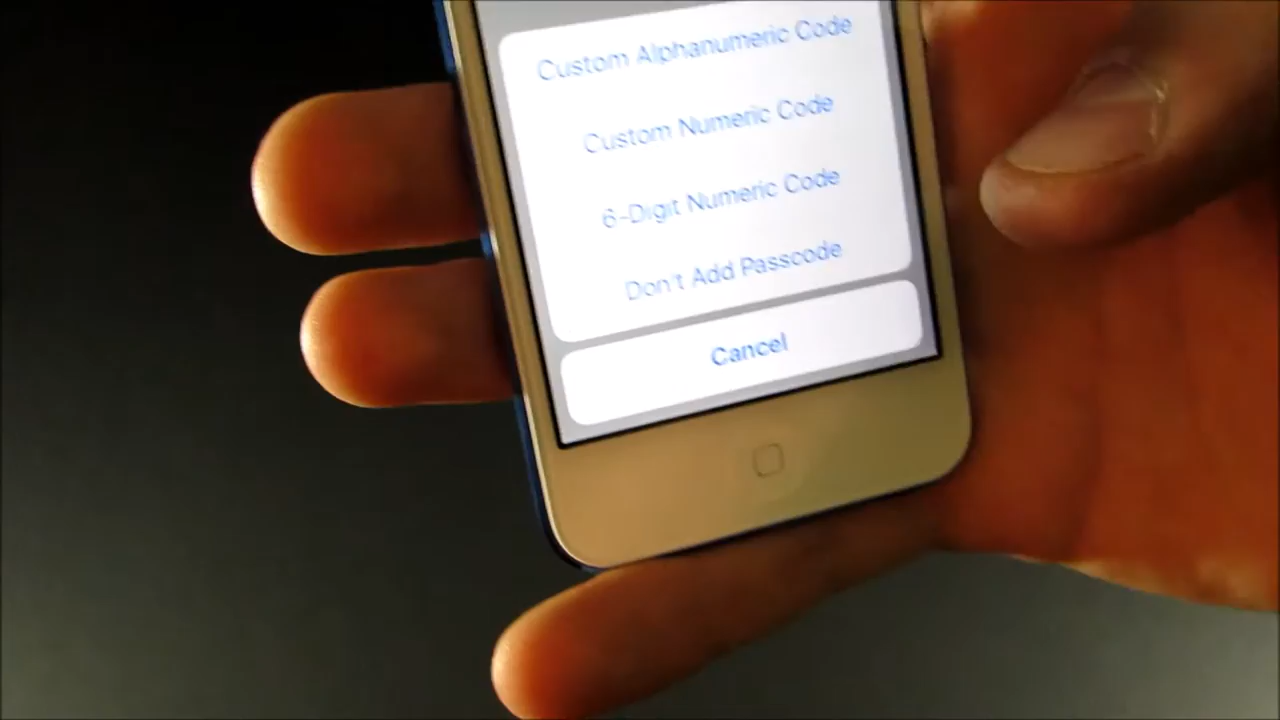 Custom Alphanumeric Code
Custom Numeric Code
6-Digit Numeric Code
Don't Add Passcode
Cancel